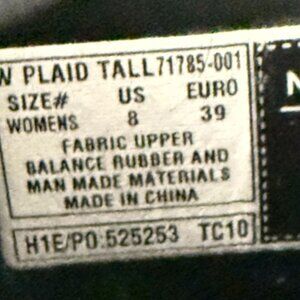 W PLAID TALL 71785-001
SIZE# US EURO
WOMENS 8 39
FABRIC UPPER
BALANCE RUBBER AND
MAN MADE MATERIALS
MADE IN CHINA
H1E/PO:525253 TC10